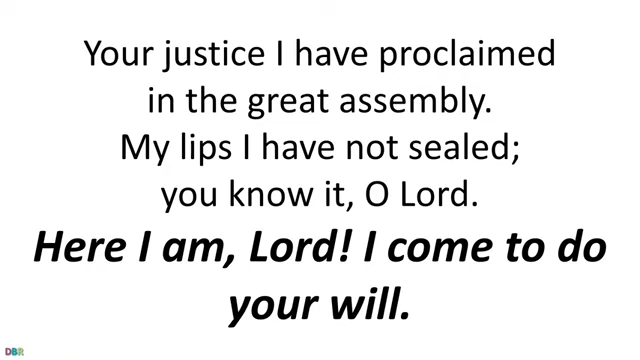 Your justice I have proclaimed
in the great assembly.
My lips I have not sealed;
you know it, O Lord.
Here I am, Lord! I come to do
your will.
DBR